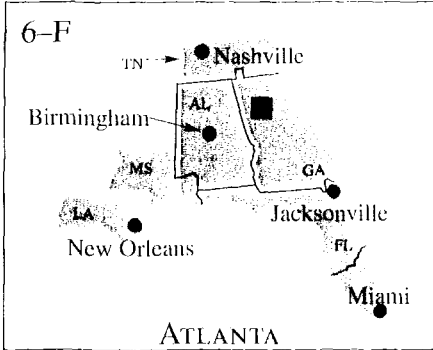 6–F
TN
Nashville
AL
Birmingham
MS
GA
LA
Jacksonville
New Orleans
FL
Miami
ATLANTA